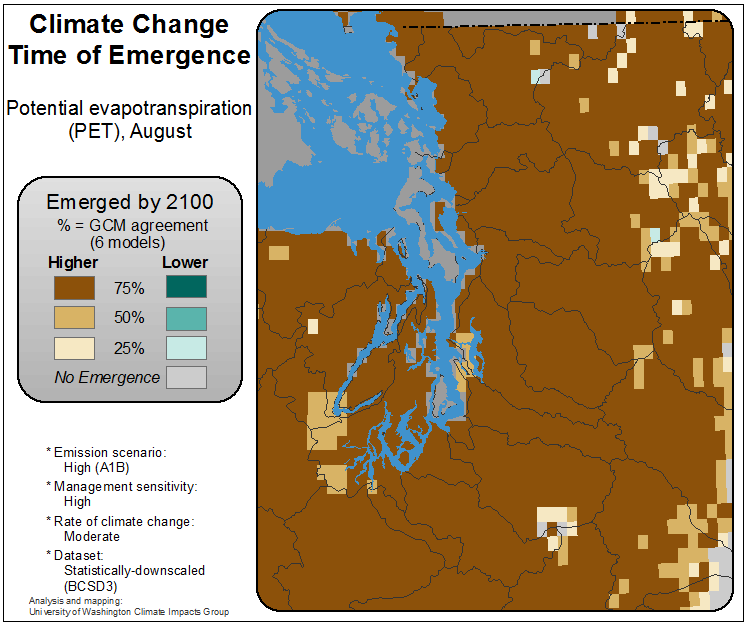 Climate Change
Time of Emergence
Potential evapotranspiration
(PET), August
Emerged by 2100
% = GCM agreement
(6 models)
Higher Lower
75%
50%
25%
No Emergence
* Emission scenario:
High (A1B)
* Management sensitivity:
High
* Rate of climate change:
Moderate
* Dataset:
Statistically-downscaled
(BCSD3)
Analysis and mapping:
University of Washington Climate Impacts Group